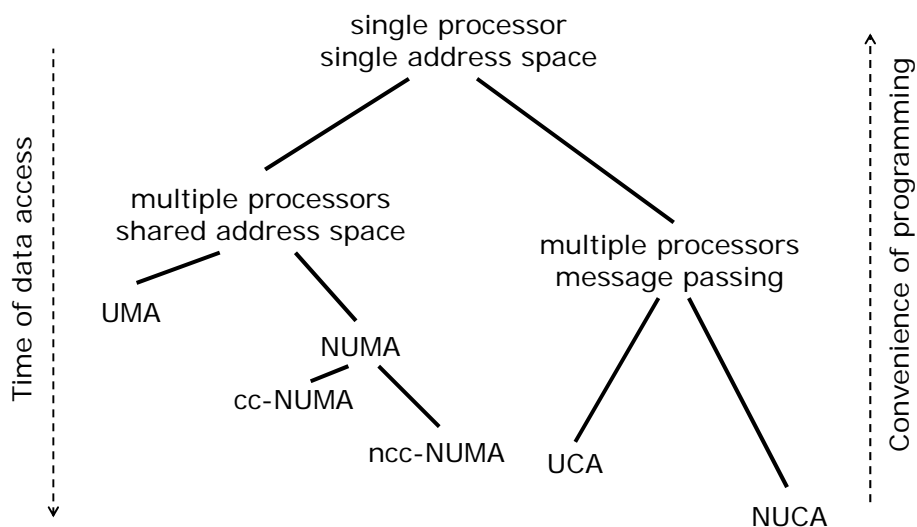 single processor
single address space
Time of data access
Convenience of programming
multiple processors
shared address space
multiple processors
message passing
UMA
NUMA
cc-NUMA
ncc-NUMA
UCA
NUCA